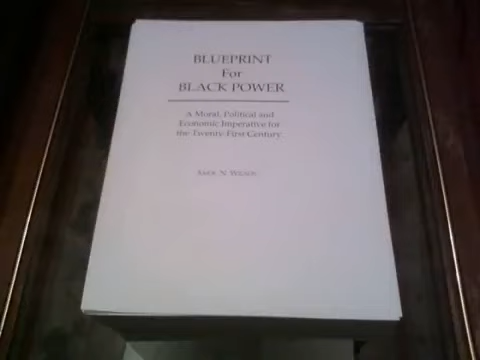 BLUEPRINT
For
BLACK POWER
A Moral, Political and
Economic Imperative for
the Twenty-First Century
AMOS N. WILSON